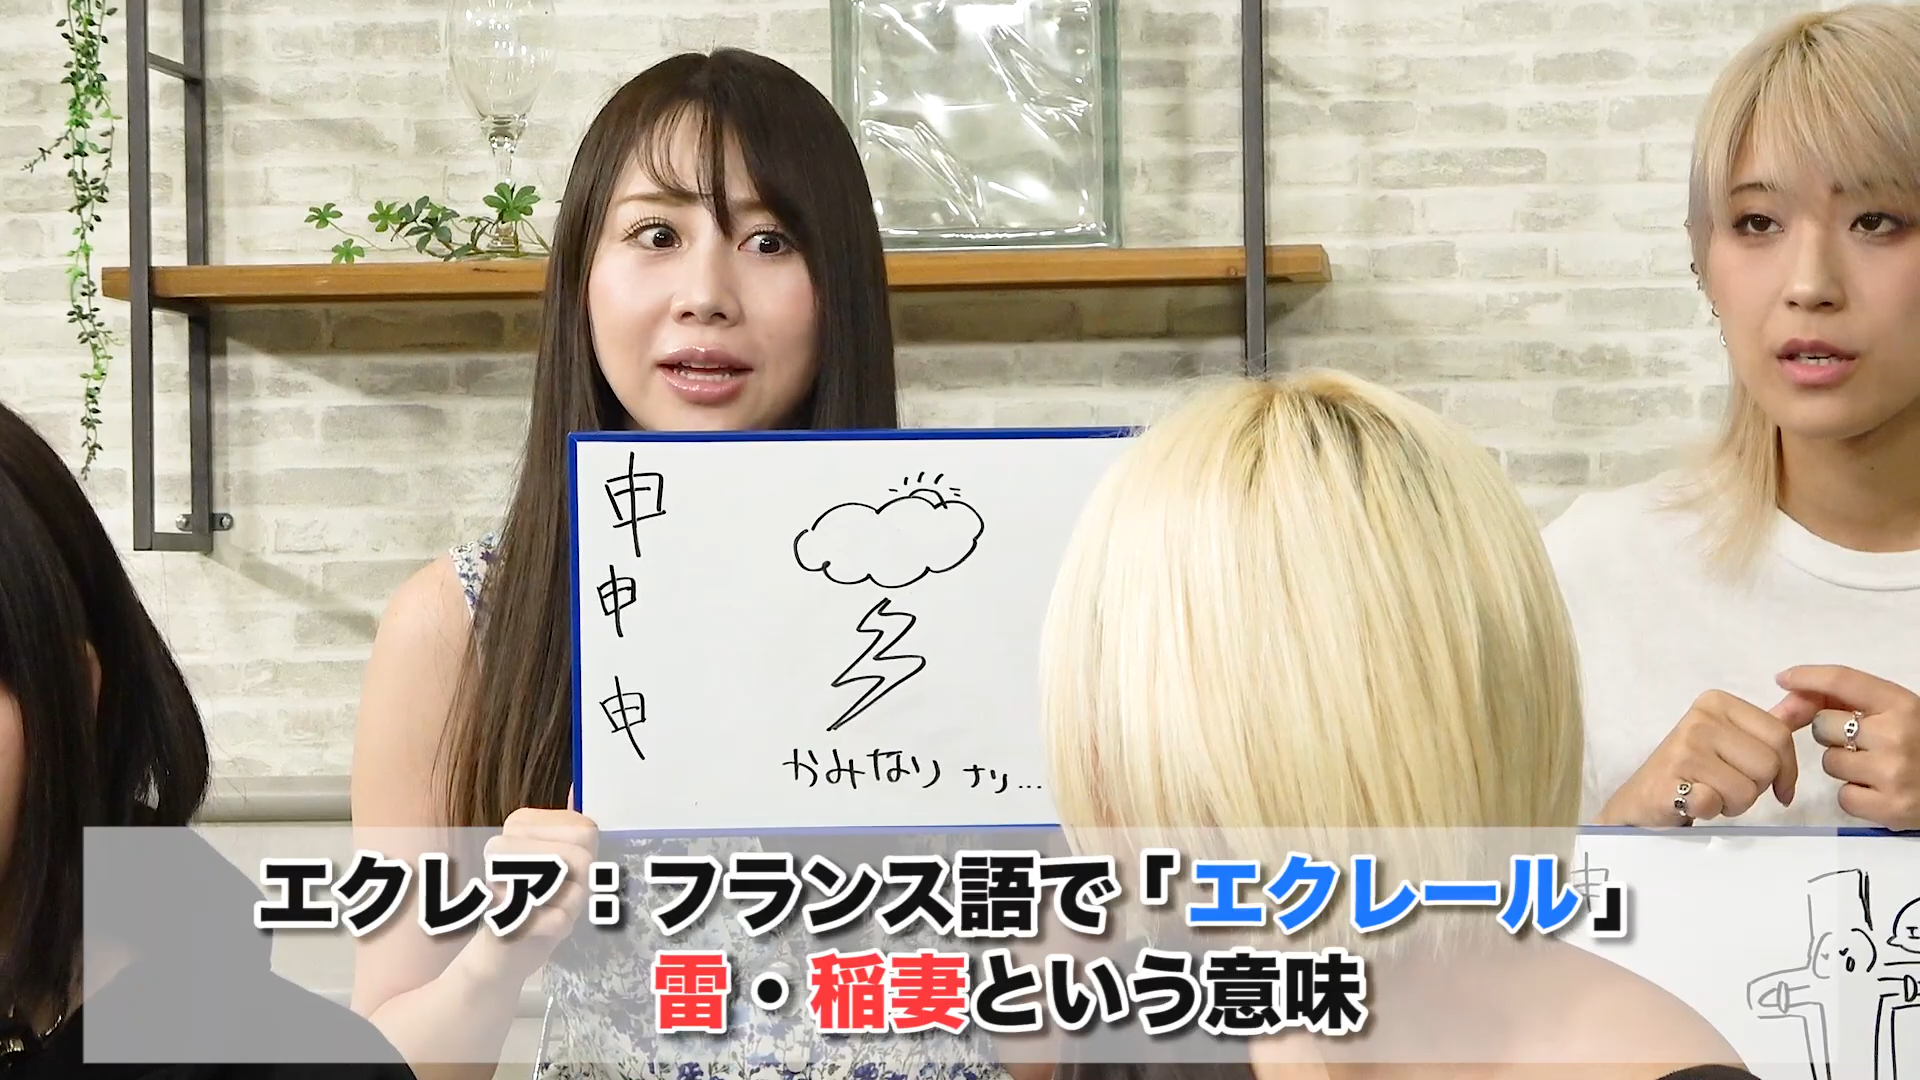 申
申
申
かみなり ナリ...
エクレア：フランス語で「エクレール」
雷・稲妻という意味